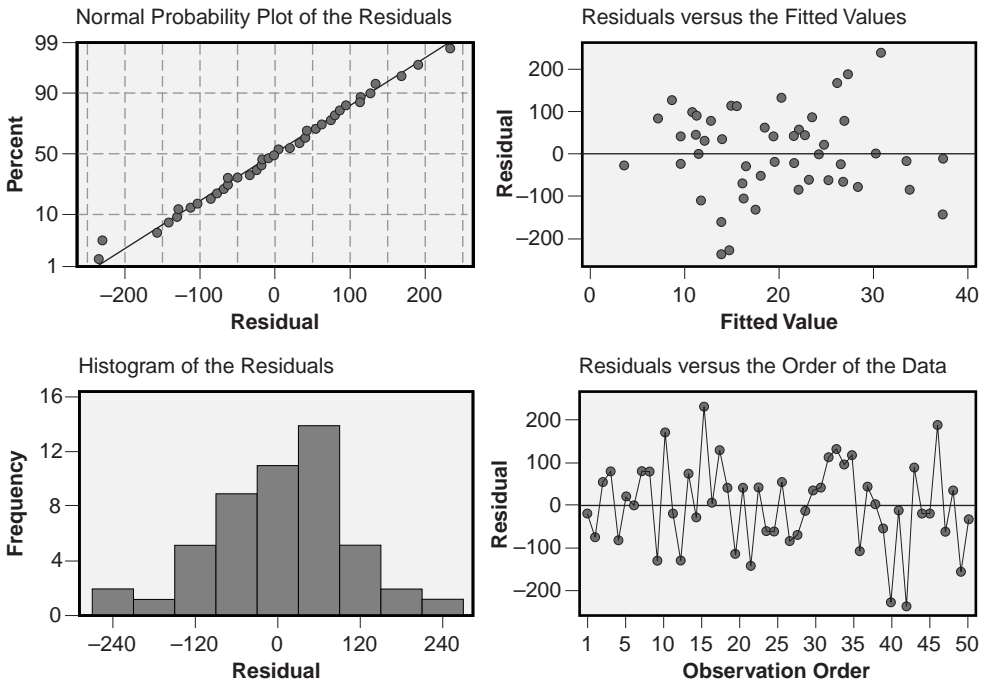 Normal Probability Plot of the Residuals
99
90
50
10
1
Percent
–200 –100 0 100 200
Residual
Residuals versus the Fitted Values
200
100
0
–100
–200
Residual
0 10 20 30 40
Fitted Value
Histogram of the Residuals
16
12
8
4
0
Frequency
–240 –120 0 120 240
Residual
Residuals versus the Order of the Data
200
100
0
–100
–200
Residual
1 5 10 15 20 25 30 35 40 45 50
Observation Order